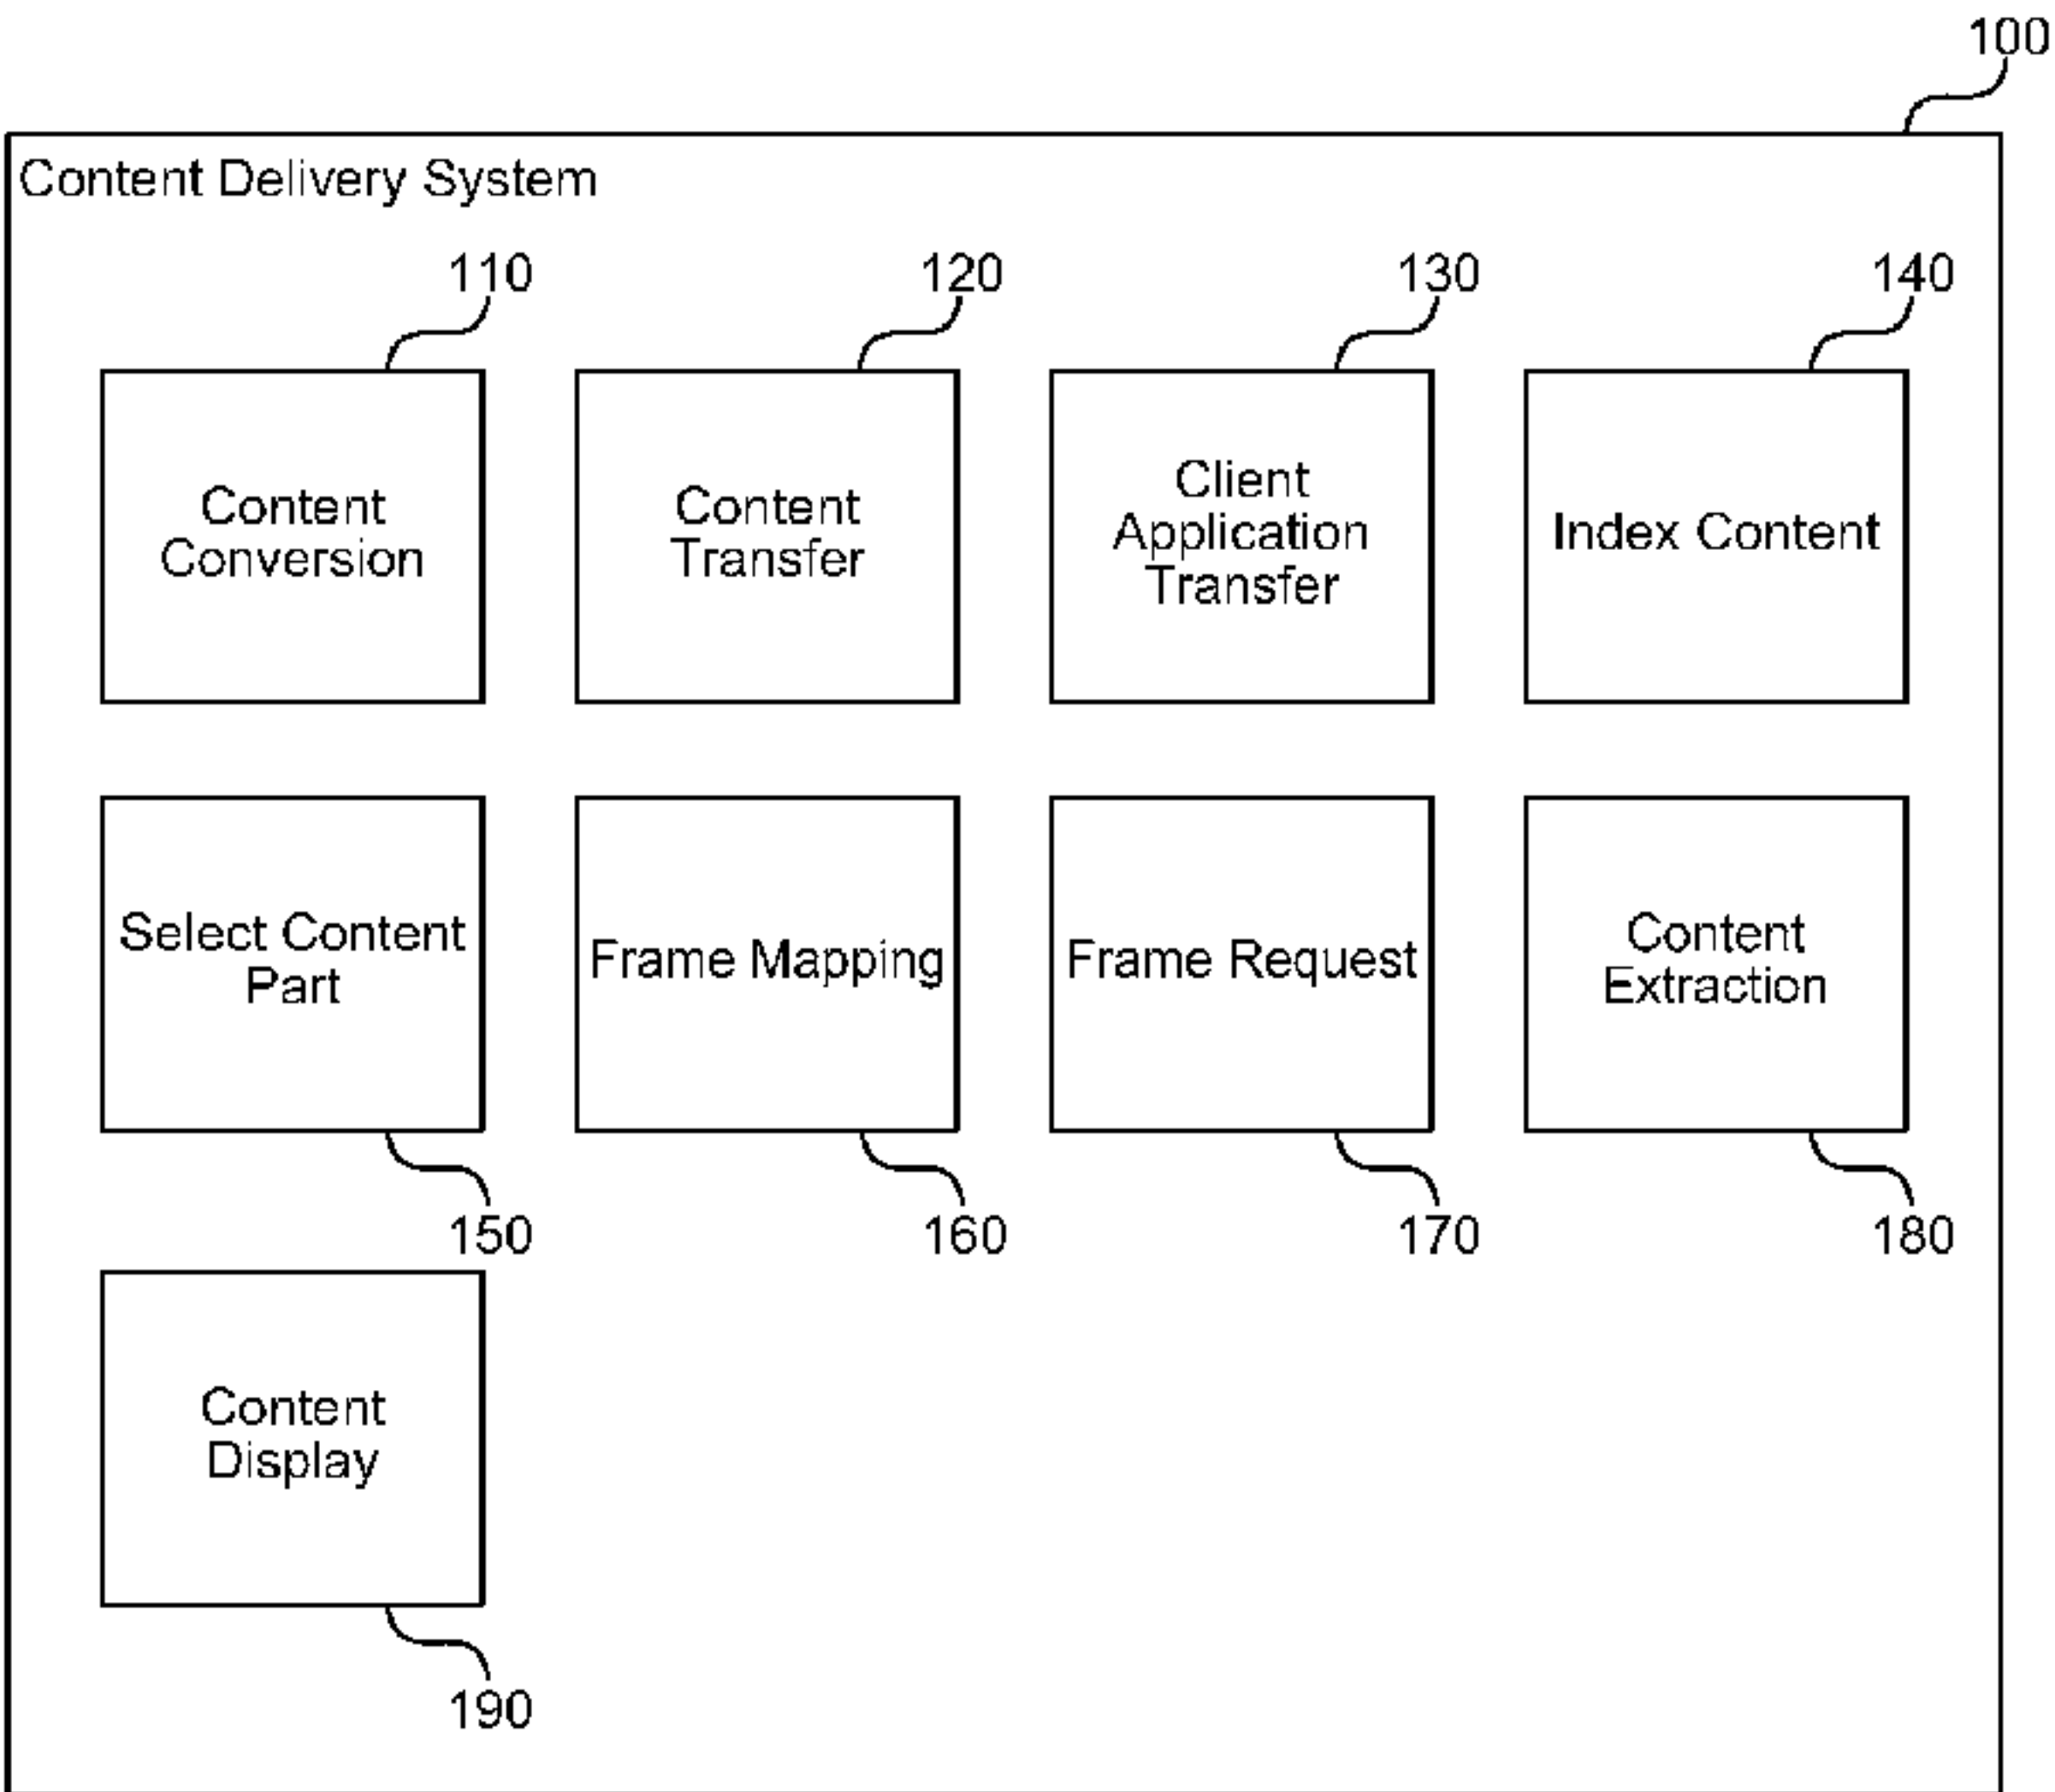 100
Content Delivery System
110
120
130
140
Content
Conversion
Content
Transfer
Client
Application
Transfer
Index Content
Select Content
Part
Frame Mapping
Frame Request
Content
Extraction
150
160
170
180
Content
Display
190